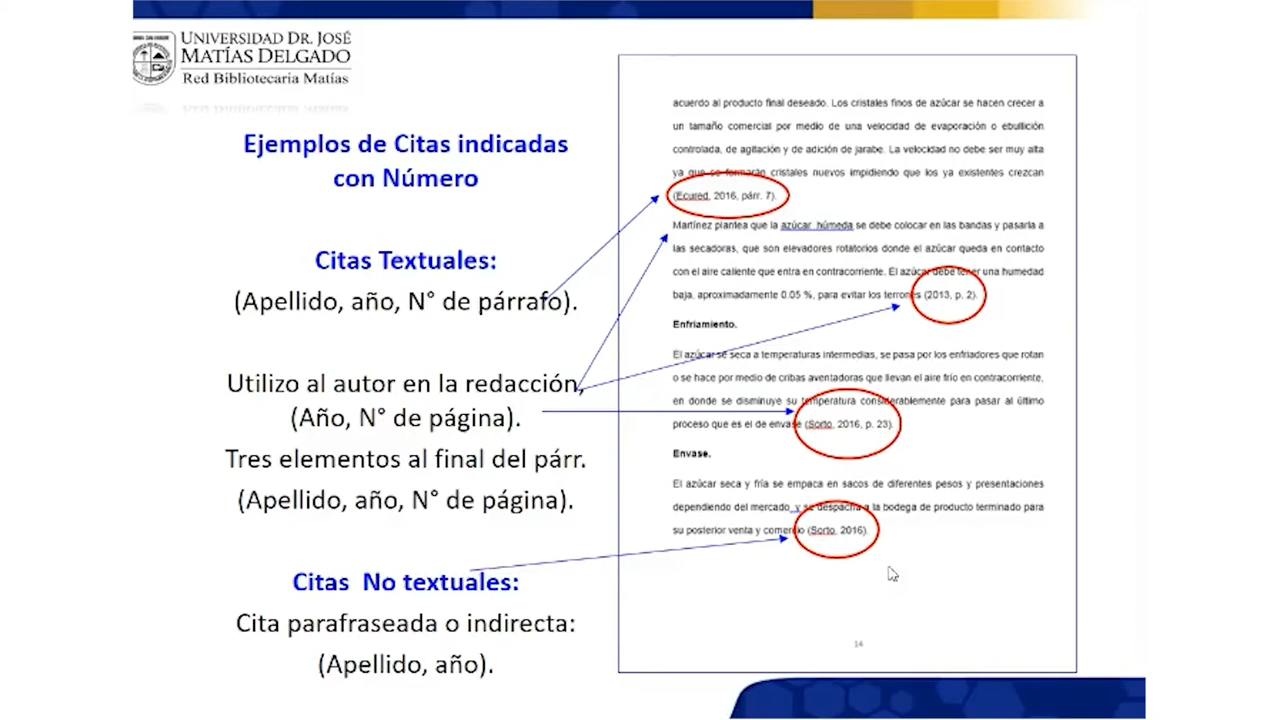 UNIVERSIDAD DR. JOSÉ
MATÍAS DELGADO
Red Bibliotecaria Matías
Ejemplos de Citas indicadas
con Número
Citas Textuales:
(Apellido, año, N° de párrafo).
Utilizo al autor en la redacción,
(Año, N° de página).
Tres elementos al final del párr.
(Apellido, año, N° de página).
Citas No textuales:
Cita parafraseada o indirecta:
(Apellido, año).
acuerdo al producto final deseado. Los cristales finos de azúcar se hacen crecer a
un tamaño comercial por medio de una velocidad de evaporación o ebullición
controlada, de agitación y de adición de jarabe. La velocidad no debe ser muy alta
ya que se formarán cristales nuevos impidiendo que los ya existentes crezcan
(Ecured, 2016, párr. 7).
Martínez plantea que la azúcar húmeda se debe colocar en las bandas y pasarla a
las secadoras, que son elevadores rotatorios donde el azúcar queda en contacto
con el aire caliente que entra en contracorriente. El azúcar debe tener una humedad
baja, aproximadamente 0.05 %, para evitar los terrones (2013, p. 2).
Enfriamiento.
El azúcar se seca a temperaturas intermedias, se pasa por los enfriadores que rotan
o se hace por medio de cribas aventadoras que llevan el aire frío en contracorriente,
en donde se disminuye su temperatura considerablemente para pasar al último
proceso que es el de envase (Sorto, 2016, p. 23).
Envase.
El azúcar seca y fría se empaca en sacos de diferentes pesos y presentaciones
dependiendo del mercado, y se despacha a la bodega de producto terminado para
su posterior venta y comercio (Sorto, 2016).
14